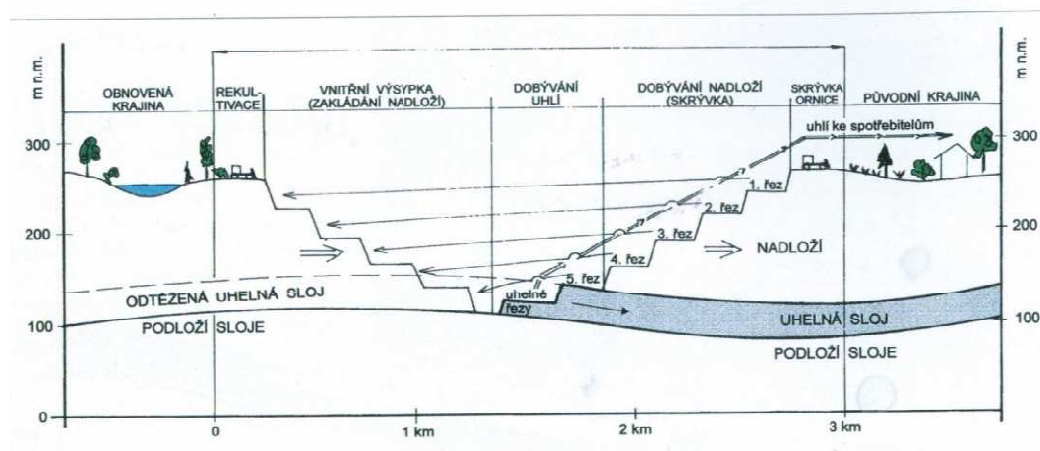 m n.m.
OBNOVENÁ
KRAJINA
REKUL-
TIVACE
VNITŘNÍ VÝSYPKA
(ZAKLÁDÁNÍ NADLOŽÍ)
DOBÝVÁNÍ
UHLÍ
DOBÝVÁNÍ NADLOŽÍ
(SKRÝVKA)
SKRÝVKA
ORNICE
PŮVODNÍ KRAJINA
m n.m.
uhlí ke spotřebitelům
300
300
1. řez
2. řez
200
3. řez
200
NADLOŽÍ
4. řez
5. řez
ODTĚŽENÁ UHELNÁ SLOJ
uhelné
řezy
100
UHELNÁ SLOJ
100
PODLOŽÍ SLOJE
PODLOŽÍ SLOJE
0
0
1 km
2 km
3 km